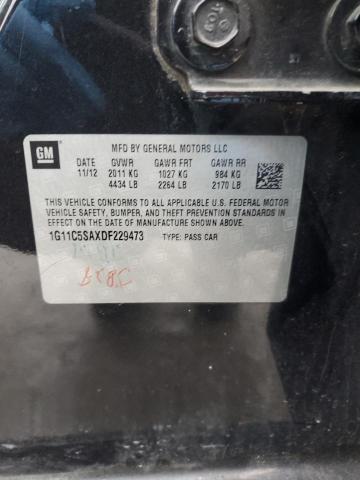 GM
MFD BY GENERAL MOTORS LLC
DATE GVWR GAWR FRT GAWR RR
11/12 2011 KG 1027 KG 984 KG
4434 LB 2264 LB 2170 LB
THIS VEHICLE CONFORMS TO ALL APPLICABLE U.S. FEDERAL MOTOR
VEHICLE SAFETY, BUMPER, AND THEFT PREVENTION STANDARDS IN
EFFECT ON THE DATE OF MANUFACTURE SHOWN ABOVE.
1G11C5SAXDF229473 TYPE: PASS CAR